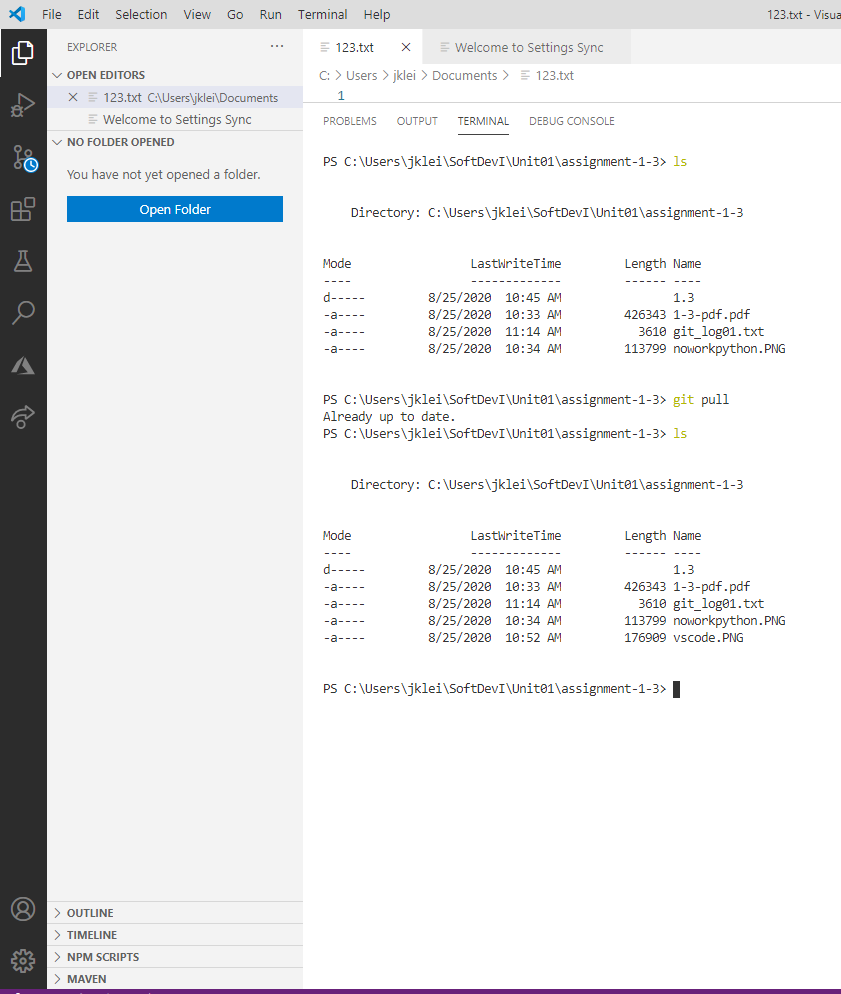 File Edit Selection View Go Run Terminal Help 123.txt - Visua
EXPLORER ...
OPEN EDITORS
123.txt C:\Users\jklei\Documents
Welcome to Settings Sync
NO FOLDER OPENED
You have not yet opened a folder.
Open Folder
OUTLINE
TIMELINE
NPM SCRIPTS
MAVEN
123.txt Welcome to Settings Sync
C: > Users > jklei > Documents > 123.txt
1
PROBLEMS OUTPUT TERMINAL DEBUG CONSOLE
PS C:\Users\jklei\SoftDevI\Unit01\assignment-1-3> ls
Directory: C:\Users\jklei\SoftDevI\Unit01\assignment-1-3
Mode LastWriteTime Length Name
---- ------------- ------ ----
d----- 8/25/2020 10:45 AM 1.3
-a---- 8/25/2020 10:33 AM 426343 1-3-pdf.pdf
-a---- 8/25/2020 11:14 AM 3610 git_log01.txt
-a---- 8/25/2020 10:34 AM 113799 noworkpython.PNG
PS C:\Users\jklei\SoftDevI\Unit01\assignment-1-3> git pull
Already up to date.
PS C:\Users\jklei\SoftDevI\Unit01\assignment-1-3> ls
Directory: C:\Users\jklei\SoftDevI\Unit01\assignment-1-3
Mode LastWriteTime Length Name
---- ------------- ------ ----
d----- 8/25/2020 10:45 AM 1.3
-a---- 8/25/2020 10:33 AM 426343 1-3-pdf.pdf
-a---- 8/25/2020 11:14 AM 3610 git_log01.txt
-a---- 8/25/2020 10:34 AM 113799 noworkpython.PNG
-a---- 8/25/2020 10:52 AM 176909 vscode.PNG
PS C:\Users\jklei\SoftDevI\Unit01\assignment-1-3>